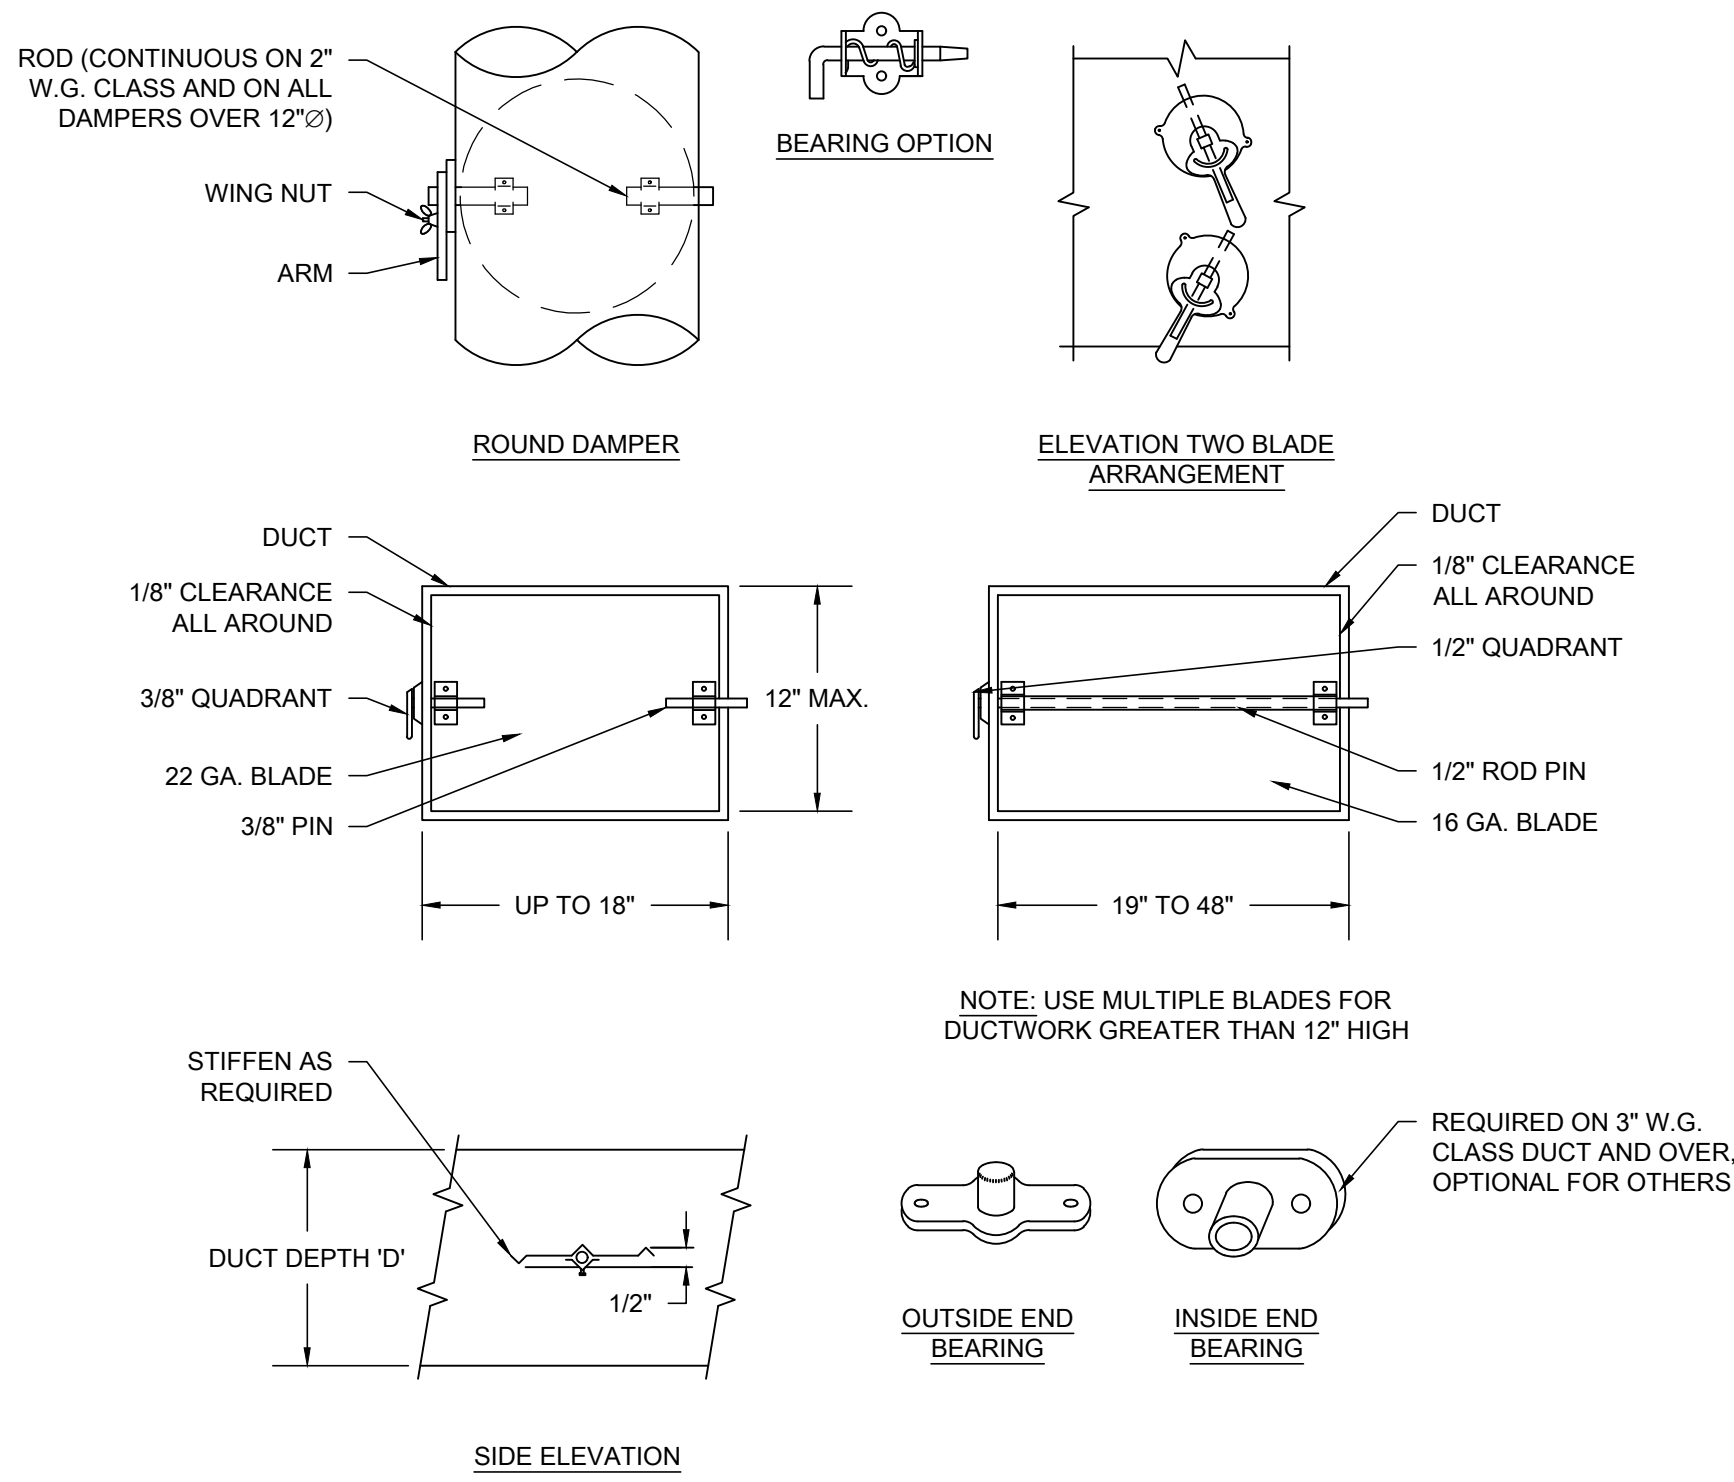 ROD (CONTINUOUS ON 2"
W.G. CLASS AND ON ALL
DAMPERS OVER 12"Ø)
WING NUT
ARM
ROUND DAMPER
BEARING OPTION
ELEVATION TWO BLADE
ARRANGEMENT
DUCT
1/8" CLEARANCE
ALL AROUND
3/8" QUADRANT
22 GA. BLADE
3/8" PIN
12" MAX.
UP TO 18"
DUCT
1/8" CLEARANCE
ALL AROUND
1/2" QUADRANT
1/2" ROD PIN
16 GA. BLADE
19" TO 48"
NOTE: USE MULTIPLE BLADES FOR
DUCTWORK GREATER THAN 12" HIGH
STIFFEN AS
REQUIRED
DUCT DEPTH 'D'
1/2"
SIDE ELEVATION
OUTSIDE END
BEARING
INSIDE END
BEARING
REQUIRED ON 3" W.G.
CLASS DUCT AND OVER,
OPTIONAL FOR OTHERS